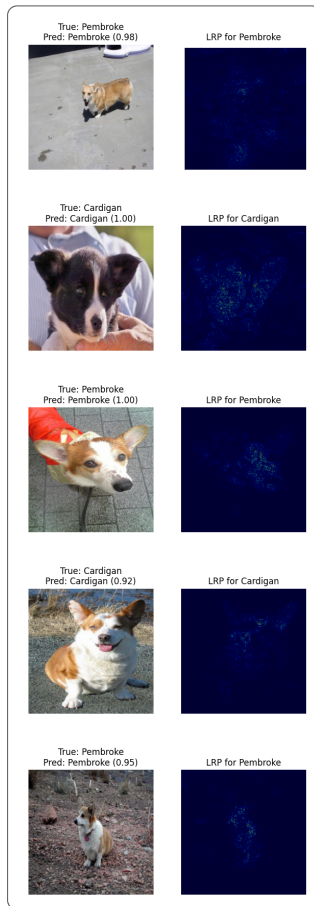 True: Pembroke
Pred: Pembroke (0.98)
LRP for Pembroke
True: Cardigan
Pred: Cardigan (1.00)
LRP for Cardigan
True: Pembroke
Pred: Pembroke (1.00)
LRP for Pembroke
True: Cardigan
Pred: Cardigan (0.92)
LRP for Cardigan
True: Pembroke
Pred: Pembroke (0.95)
LRP for Pembroke